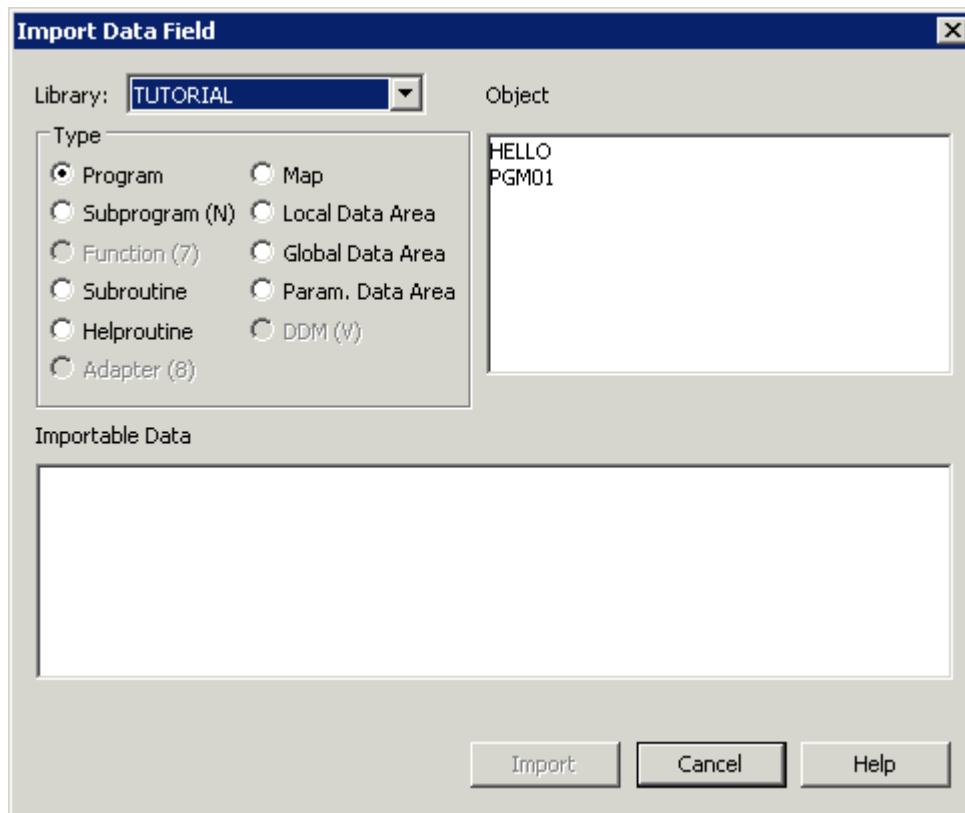 Import Data Field
Library: TUTORIAL
Object
Type
Program
Map
Subprogram (N)
Local Data Area
Function (7)
Global Data Area
Subroutine
Param. Data Area
Helproutine
DDM (V)
Adapter (8)
HELLO
PGM01
Importable Data
Import
Cancel
Help